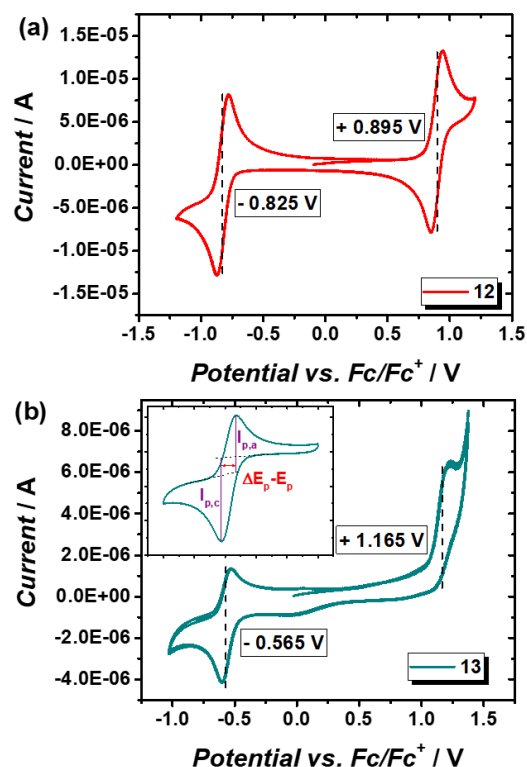 (a)
1.5E-05
1.0E-05
5.0E-06
0.0E+00
-5.0E-06
-1.0E-05
-1.5E-05
Current / A
+ 0.895 V
- 0.825 V
12
-1.5 -1.0 -0.5 0.0 0.5 1.0 1.5
Potential vs. Fc/Fc⁺ / V
(b)
8.0E-06
6.0E-06
4.0E-06
2.0E-06
0.0E+00
-2.0E-06
-4.0E-06
Current / A
I_p,a
I_p,c
ΔE_p-E_p
+ 1.165 V
- 0.565 V
13
-1.0 -0.5 0.0 0.5 1.0 1.5
Potential vs. Fc/Fc⁺ / V